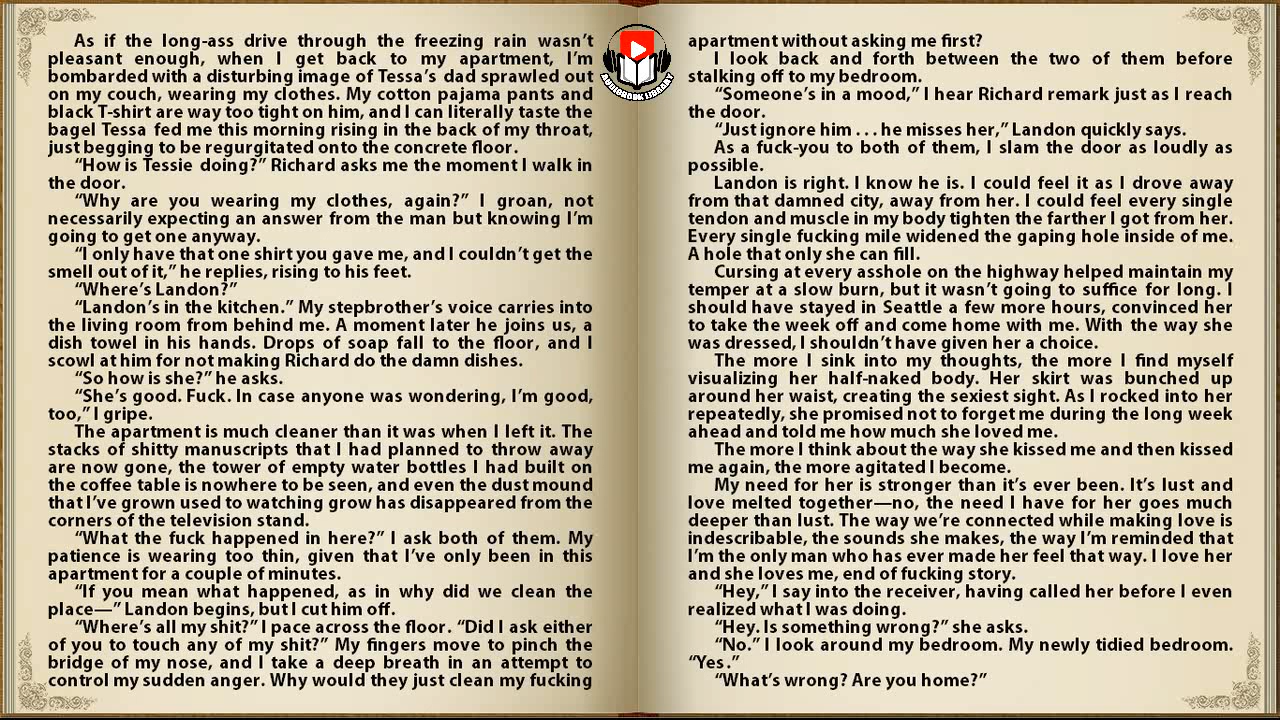 As if the long-ass drive through the freezing rain wasn’t
pleasant enough, when I get back to my apartment, I’m
bombarded with a disturbing image of Tessa’s dad sprawled out
on my couch, wearing my clothes. My cotton pajama pants and
black T-shirt are way too tight on him, and I can literally taste the
bagel Tessa fed me this morning rising in the back of my throat,
just begging to be regurgitated onto the concrete floor.
“How is Tessie doing?” Richard asks me the moment I walk in
the door.
“Why are you wearing my clothes, again?” I groan, not
necessarily expecting an answer from the man but knowing I’m
going to get one anyway.
“I only have that one shirt you gave me, and I couldn’t get the
smell out of it,” he replies, rising to his feet.
“Where’s Landon?”
“Landon’s in the kitchen.” My stepbrother’s voice carries into
the living room from behind me. A moment later he joins us, a
dish towel in his hands. Drops of soap fall to the floor, and I
scowl at him for not making Richard do the damn dishes.
“So how is she?” he asks.
“She’s good. Fuck. In case anyone was wondering, I’m good,
too,” I gripe.
The apartment is much cleaner than it was when I left it. The
stacks of shitty manuscripts that I had planned to throw away
are now gone, the tower of empty water bottles I had built on
the coffee table is nowhere to be seen, and even the dust mound
that I’ve grown used to watching grow has disappeared from the
corners of the television stand.
“What the fuck happened in here?” I ask both of them. My
patience is wearing too thin, given that I’ve only been in this
apartment for a couple of minutes.
“If you mean what happened, as in why did we clean the
place—” Landon begins, but I cut him off.
“Where’s all my shit?” I pace across the floor. “Did I ask either
of you to touch any of my shit?” My fingers move to pinch the
bridge of my nose, and I take a deep breath in an attempt to
control my sudden anger. Why would they just clean my fucking
AUDIOBOOK LIBRARY
apartment without asking me first?
I look back and forth between the two of them before
stalking off to my bedroom.
“Someone’s in a mood,” I hear Richard remark just as I reach
the door.
“Just ignore him . . . he misses her,” Landon quickly says.
As a fuck-you to both of them, I slam the door as loudly as
possible.
Landon is right. I know he is. I could feel it as I drove away
from that damned city, away from her. I could feel every single
tendon and muscle in my body tighten the farther I got from her.
Every single fucking mile widened the gaping hole inside of me.
A hole that only she can fill.
Cursing at every asshole on the highway helped maintain my
temper at a slow burn, but it wasn’t going to suffice for long. I
should have stayed in Seattle a few more hours, convinced her
to take the week off and come home with me. With the way she
was dressed, I shouldn’t have given her a choice.
The more I sink into my thoughts, the more I find myself
visualizing her half-naked body. Her skirt was bunched up
around her waist, creating the sexiest sight. As I rocked into her
repeatedly, she promised not to forget me during the long week
ahead and told me how much she loved me.
The more I think about the way she kissed me and then kissed
me again, the more agitated I become.
My need for her is stronger than it’s ever been. It’s lust and
love melted together—no, the need I have for her goes much
deeper than lust. The way we’re connected while making love is
indescribable, the sounds she makes, the way I’m reminded that
I’m the only man who has ever made her feel that way. I love her
and she loves me, end of fucking story.
“Hey,” I say into the receiver, having called her before I even
realized what I was doing.
“Hey. Is something wrong?” she asks.
“No.” I look around my bedroom. My newly tidied bedroom.
“Yes.”
“What’s wrong? Are you home?”